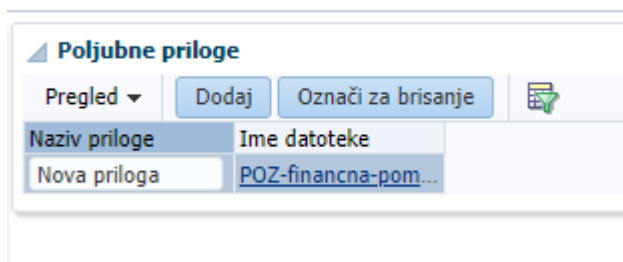 Poljubne priloge
Pregled Dodaj Označi za brisanje
Naziv priloge Ime datoteke
Nova priloga POZ-financna-pom...